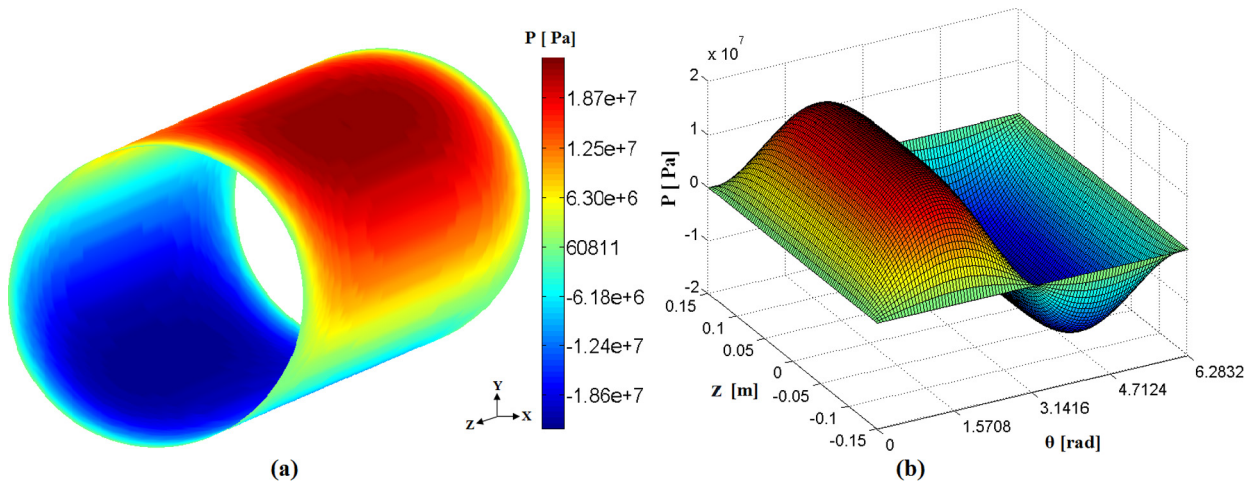 P [ Pa]
1.87e+7
1.25e+7
6.30e+6
60811
-6.18e+6
-1.24e+7
-1.86e+7
Y
Z
X
(a)
x 10^7
2
1
0
-1
-2
P [ Pa]
0.15
0.1
0.05
0
-0.05
-0.1
-0.15
Z [m]
0
1.5708
3.1416
4.7124
6.2832
θ [rad]
(b)